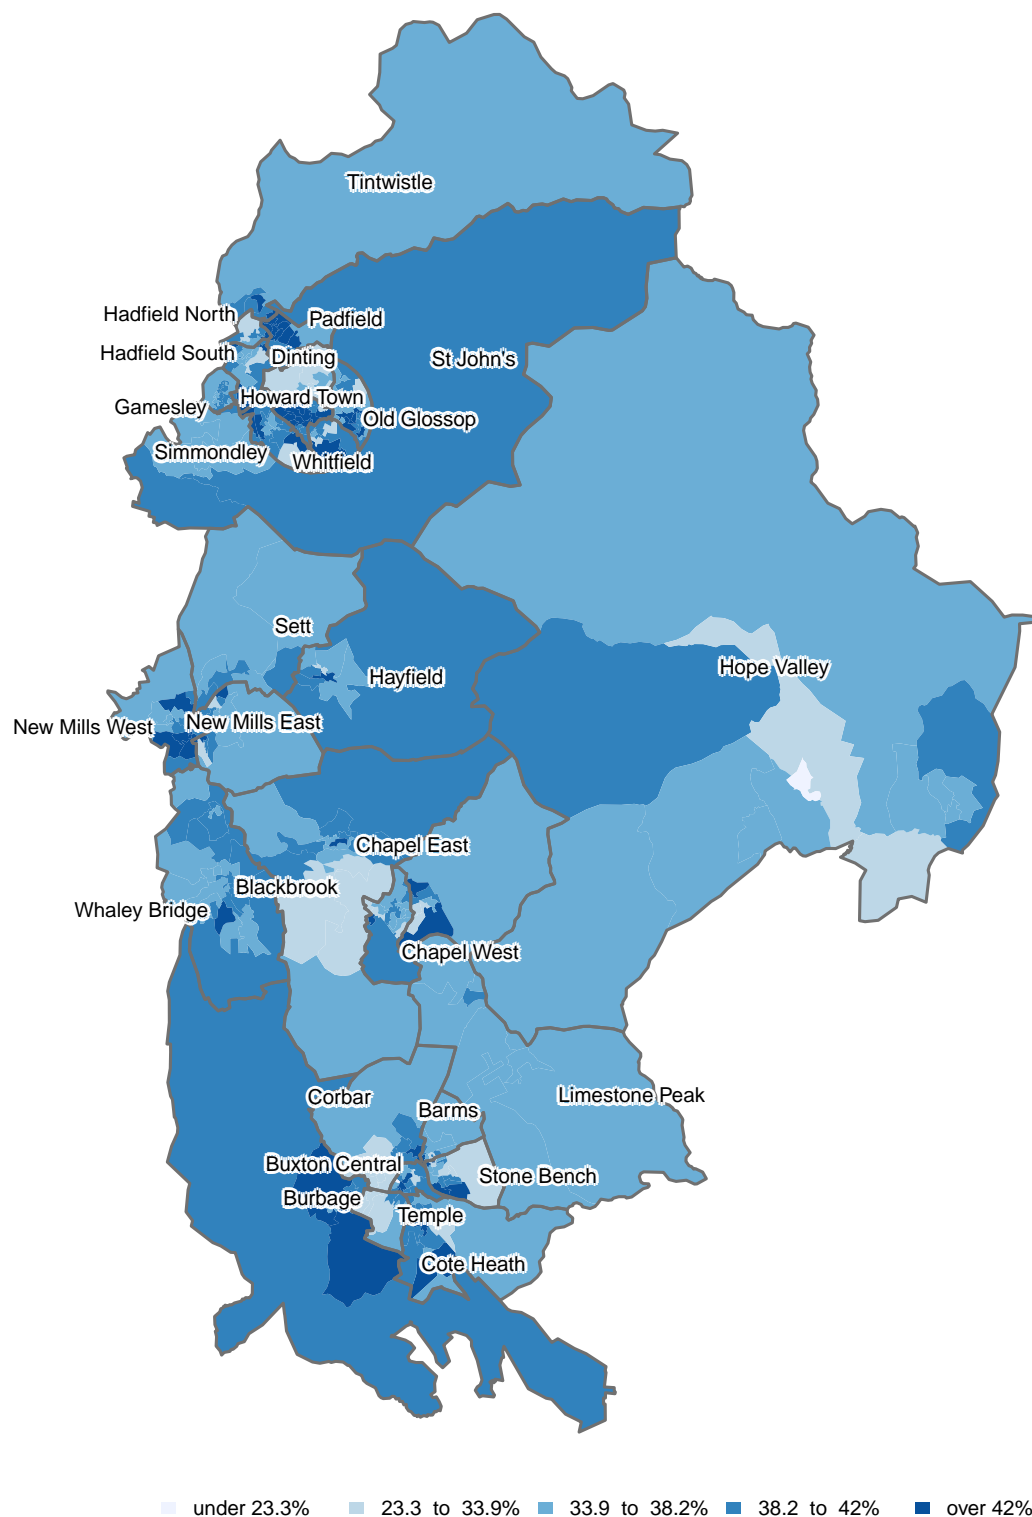 Tintwistle
Hadfield North
Padfield
Hadfield South
Dinting
St John's
Howard Town
Gamesley
Old Glossop
Simmondley
Whitfield
Sett
Hope Valley
Hayfield
New Mills West
New Mills East
Chapel East
Blackbrook
Whaley Bridge
Chapel West
Corbar
Limestone Peak
Barms
Buxton Central
Stone Bench
Burbage
Temple
Cote Heath
under 23.3% 23.3 to 33.9% 33.9 to 38.2% 38.2 to 42% over 42%